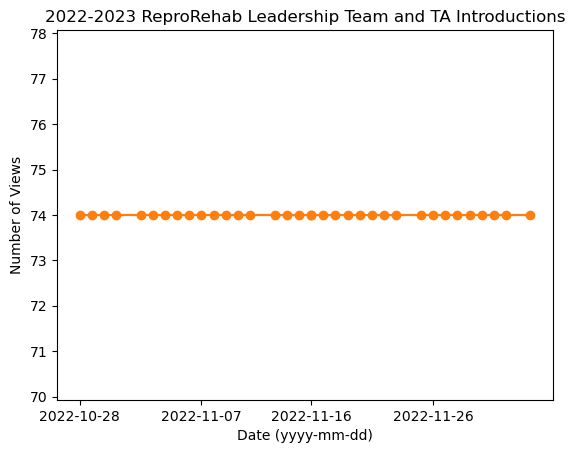 2022-2023 ReproRehab Leadership Team and TA Introductions
78
77
76
75
74
73
72
71
70
Number of Views
2022-10-28 2022-11-07 2022-11-16 2022-11-26
Date (yyyy-mm-dd)